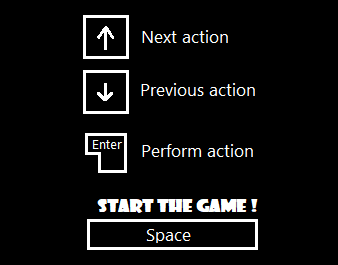 Next action
Previous action
Enter Perform action
START THE GAME !
Space